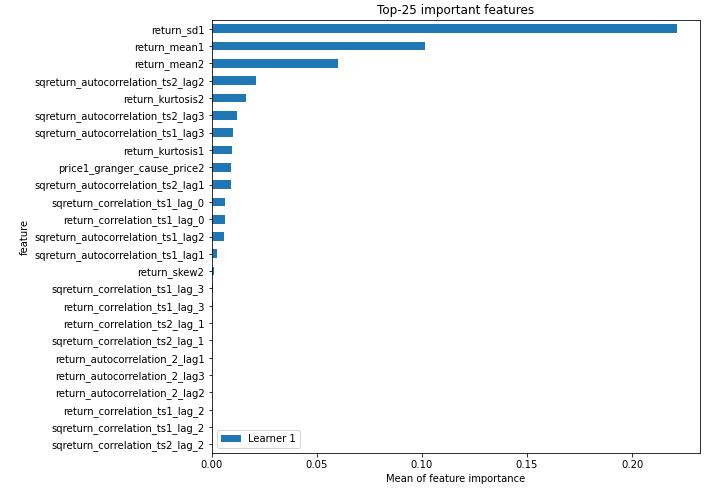 Top-25 important features
return_sd1
return_mean1
return_mean2
sqreturn_autocorrelation_ts2_lag2
return_kurtosis2
sqreturn_autocorrelation_ts2_lag3
sqreturn_autocorrelation_ts1_lag3
return_kurtosis1
price1_granger_cause_price2
sqreturn_autocorrelation_ts2_lag1
sqreturn_correlation_ts1_lag_0
return_correlation_ts1_lag_0
sqreturn_autocorrelation_ts1_lag2
sqreturn_autocorrelation_ts1_lag1
return_skew2
sqreturn_correlation_ts1_lag_3
return_correlation_ts1_lag_3
return_correlation_ts2_lag_1
sqreturn_correlation_ts2_lag_1
return_autocorrelation_2_lag1
return_autocorrelation_2_lag3
return_autocorrelation_2_lag2
return_correlation_ts1_lag_2
sqreturn_correlation_ts1_lag_2
sqreturn_correlation_ts2_lag_2
feature
Learner 1
0.00 0.05 0.10 0.15 0.20
Mean of feature importance